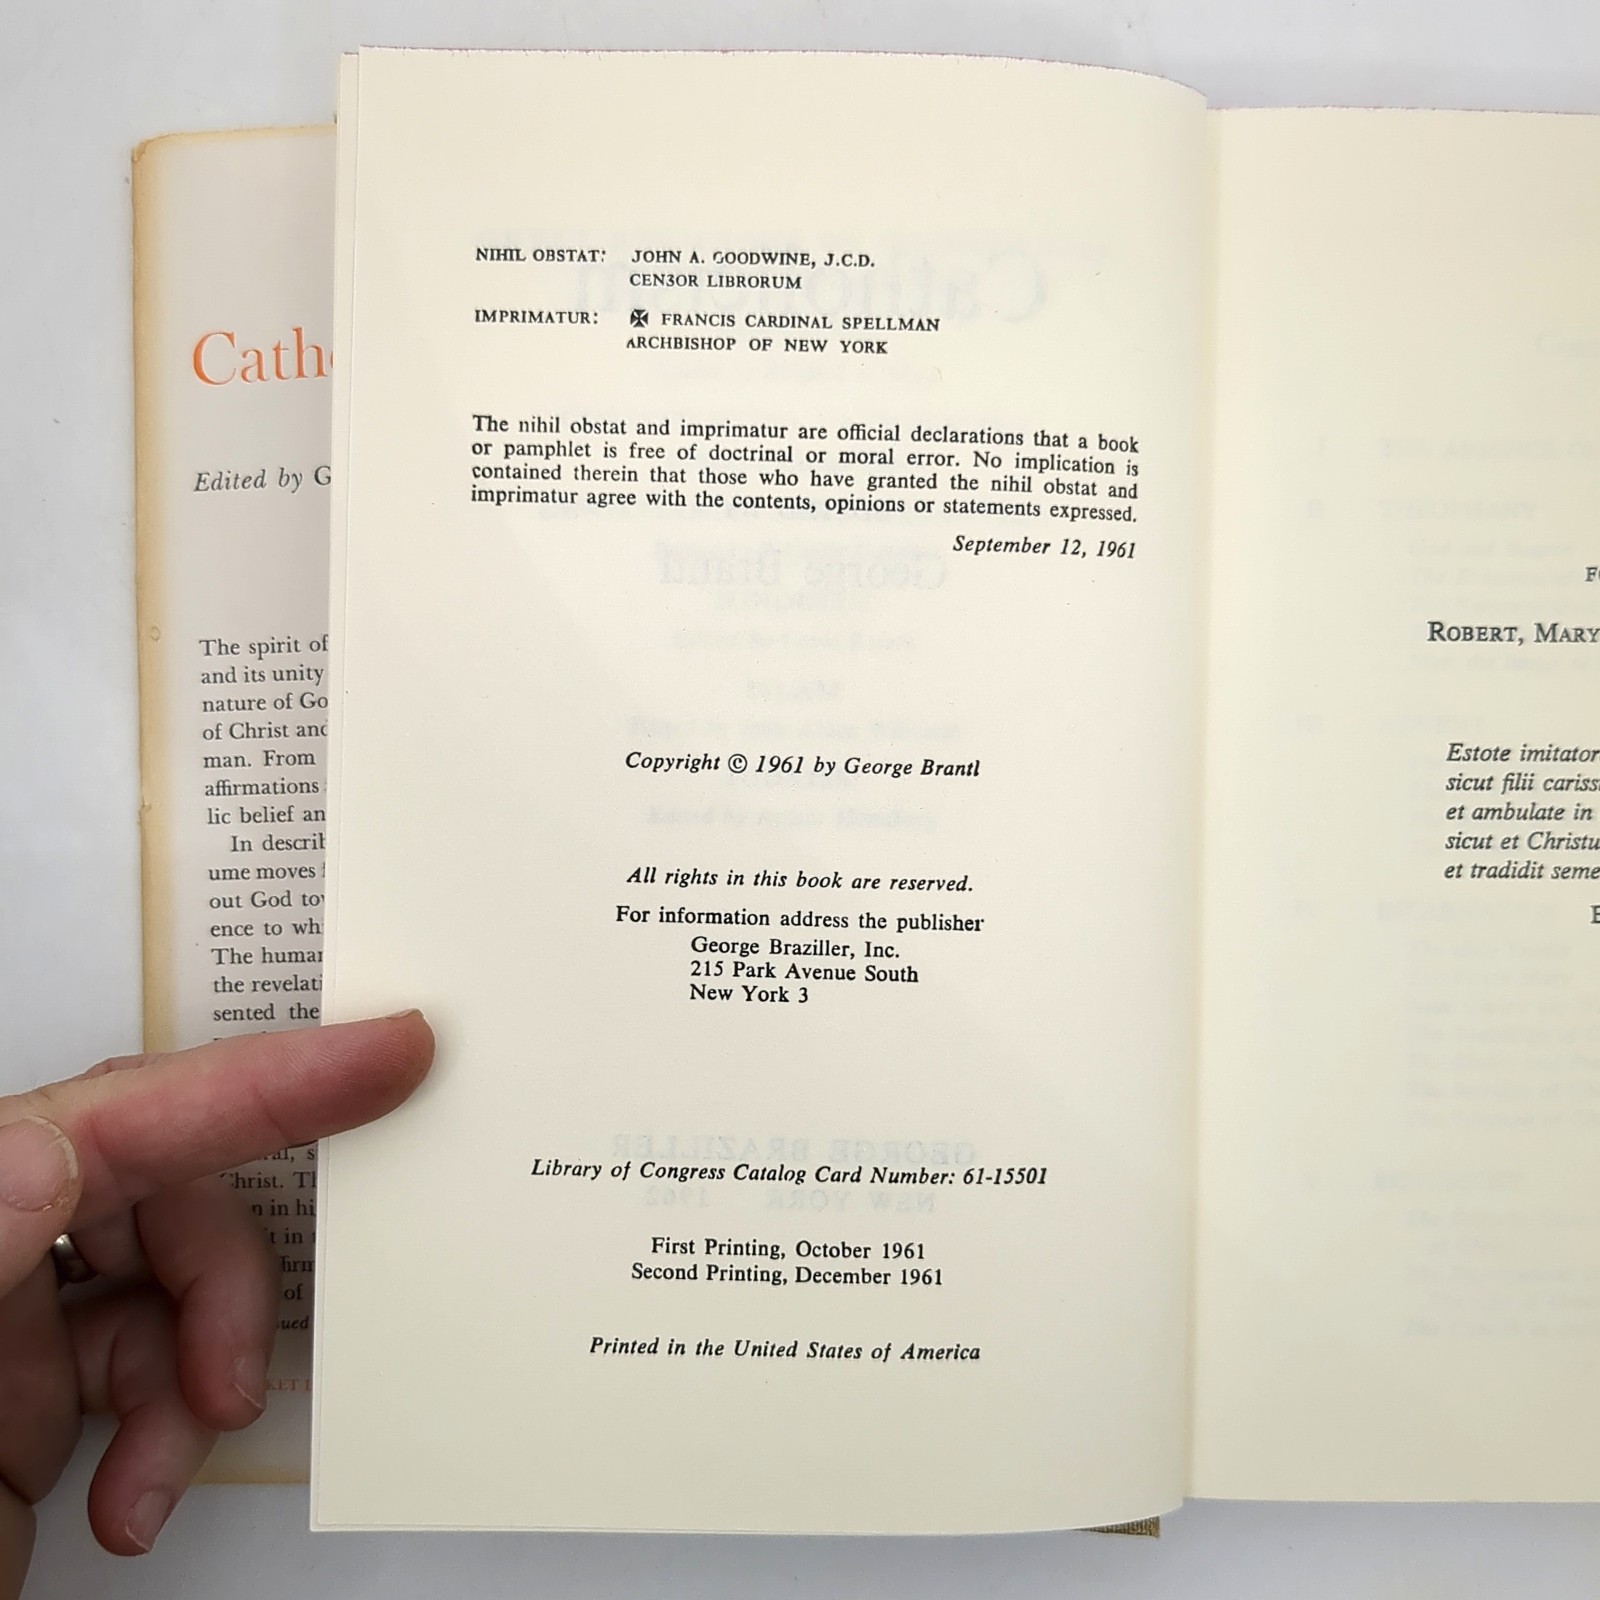 Cath
Edited by G
The spirit of
and its unity
nature of Go
of Christ and
man. From
affirmations
lic belief an
In describ
ume moves
out God to
ence to wh
The human
the revelati
sented the
Christ. T
n in hi
t in
firm
of
ued
KET
NIHIL OBSTAT: JOHN A. GOODWINE, J.C.D.
CEN3OR LIBRORUM
IMPRIMATUR: ✠ FRANCIS CARDINAL SPELLMAN
ARCHBISHOP OF NEW YORK
The nihil obstat and imprimatur are official declarations that a book
or pamphlet is free of doctrinal or moral error. No implication is
contained therein that those who have granted the nihil obstat and
imprimatur agree with the contents, opinions or statements expressed.
September 12, 1961
Copyright © 1961 by George Brantl
All rights in this book are reserved.
For information address the publisher
George Braziller, Inc.
215 Park Avenue South
New York 3
Library of Congress Catalog Card Number: 61-15501
First Printing, October 1961
Second Printing, December 1961
Printed in the United States of America
ROBERT, MARY
Estote imitator
sicut filii cariss
et ambulate in
sicut et Christu
et tradidit seme